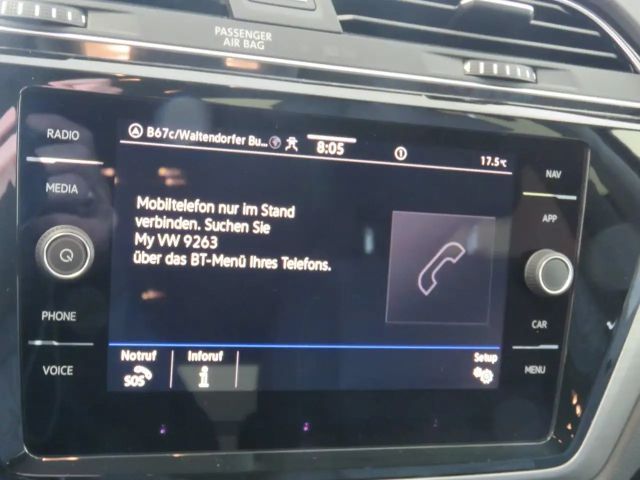 PASSENGER
AIR BAG
RADIO
MEDIA
PHONE
VOICE
B67c/Waltendorfer Bu...
8:05
17.5℃
Mobiltelefon nur im Stand
verbinden. Suchen Sie
My VW 9263
über das BT-Menü Ihres Telefons.
Notruf
SOS
Inforuf
i
Setup
NAV
APP
CAR
MENU